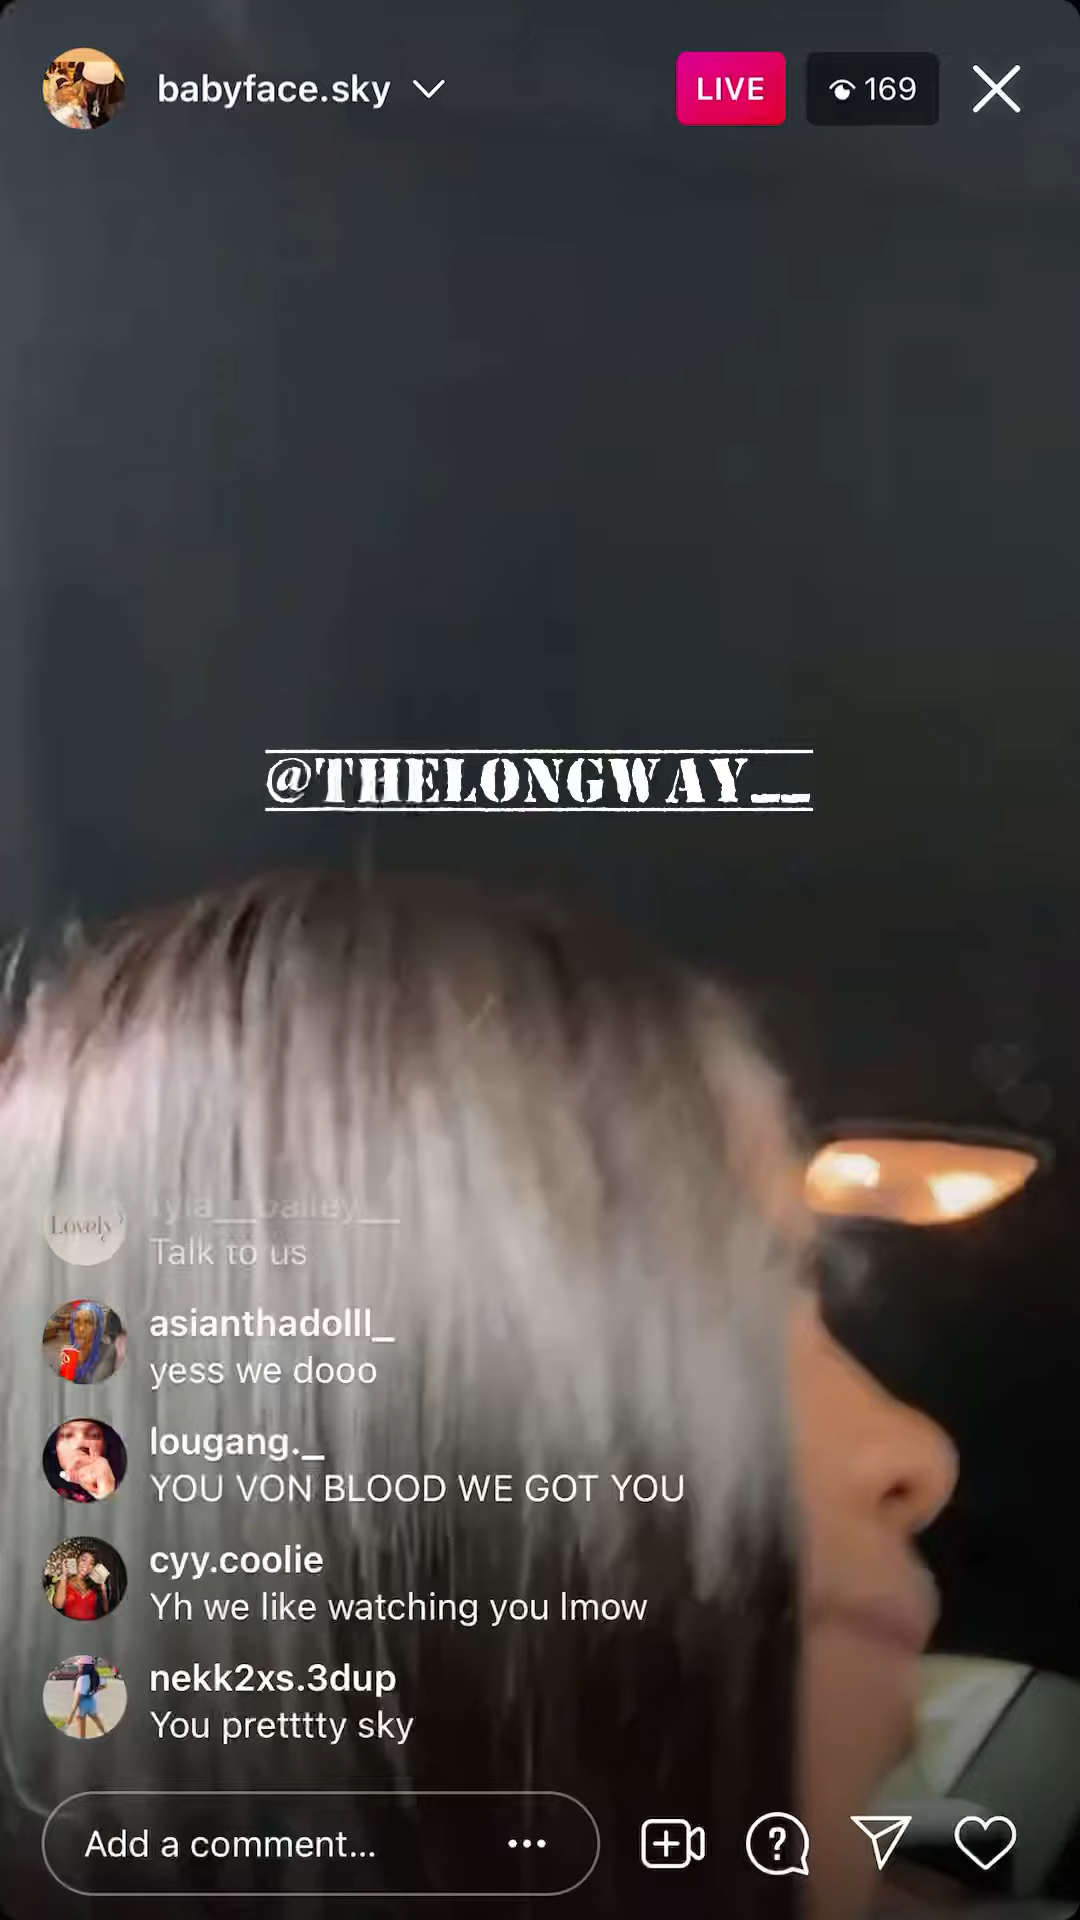 babyface.sky
LIVE
169
@THELONGWAY__
Lovely
Talk to us
asianthadolll_
yess we dooo
lougang._
YOU VON BLOOD WE GOT YOU
cyy.coolie
Yh we like watching you lmow
nekk2xs.3dup
You prettttty sky
Add a comment...